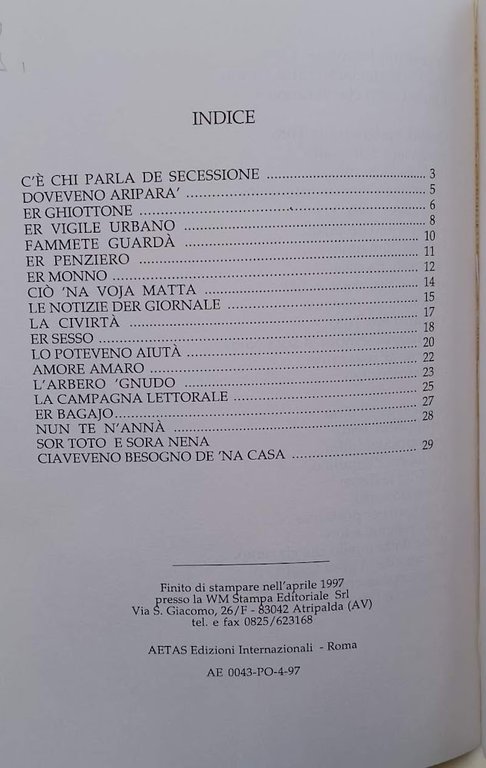 INDICE
C'È CHI PARLA DE SECESSIONE ........ 3
DOVEVENO ARIPARA' ........ 5
ER GHIOTTONE ........ 6
ER VIGILE URBANO ........ 8
FAMMETE GUARDÀ ........ 10
ER PENZIERO ........ 11
ER MONNO ........ 12
CIÒ 'NA VOJA MATTA ........ 14
LE NOTIZIE DER GIORNALE ........ 15
LA CIVIRTÀ ........ 17
ER SESSO ........ 18
LO POTEVENO AIUTÀ ........ 20
AMORE AMARO ........ 22
L'ARBERO 'GNUDO ........ 23
LA CAMPAGNA LETTORALE ........ 25
ER BAGAJO ........ 27
NUN TE N'ANNÀ ........ 28
SOR TOTO E SORA NENA
CIAVEVENO BESOGNO DE 'NA CASA ........ 29
Finito di stampare nell'aprile 1997
presso la WM Stampa Editoriale Srl
Via S. Giacomo, 26/F - 83042 Atripalda (AV)
tel. e fax 0825/623168
AETAS Edizioni Internazionali - Roma
AE 0043-PO-4-97